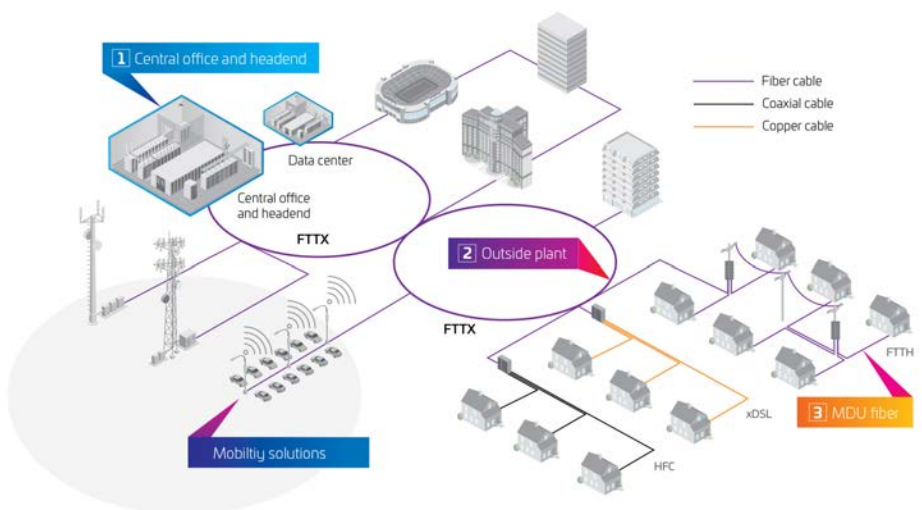 1 Central office and headend
Data center
Central office
and headend
FTTX
Fiber cable
Coaxial cable
Copper cable
2 Outside plant
FTTX
FTTH
3 MDU fiber
xDSL
HFC
Mobiltiy solutions